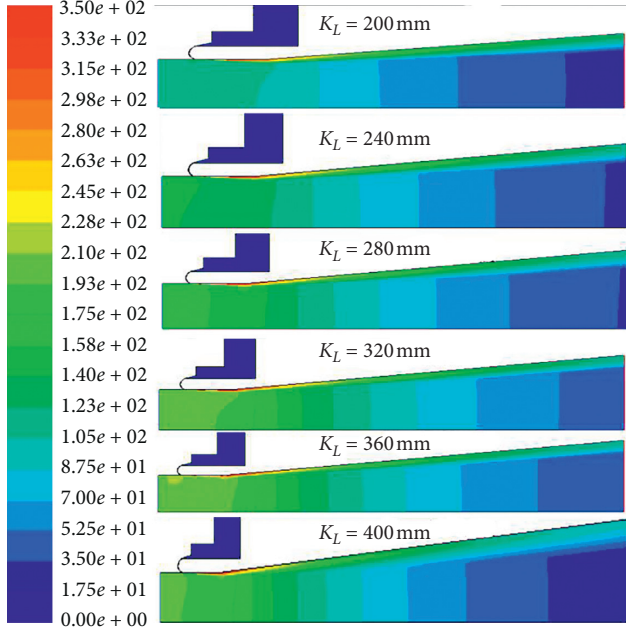 3.50e + 02
3.33e + 02
3.15e + 02
2.98e + 02
2.80e + 02
2.63e + 02
2.45e + 02
2.28e + 02
2.10e + 02
1.93e + 02
1.75e + 02
1.58e + 02
1.40e + 02
1.23e + 02
1.05e + 02
8.75e + 01
7.00e + 01
5.25e + 01
3.50e + 01
1.75e + 01
0.00e + 00
K_L = 200 mm
K_L = 240 mm
K_L = 280 mm
K_L = 320 mm
K_L = 360 mm
K_L = 400 mm